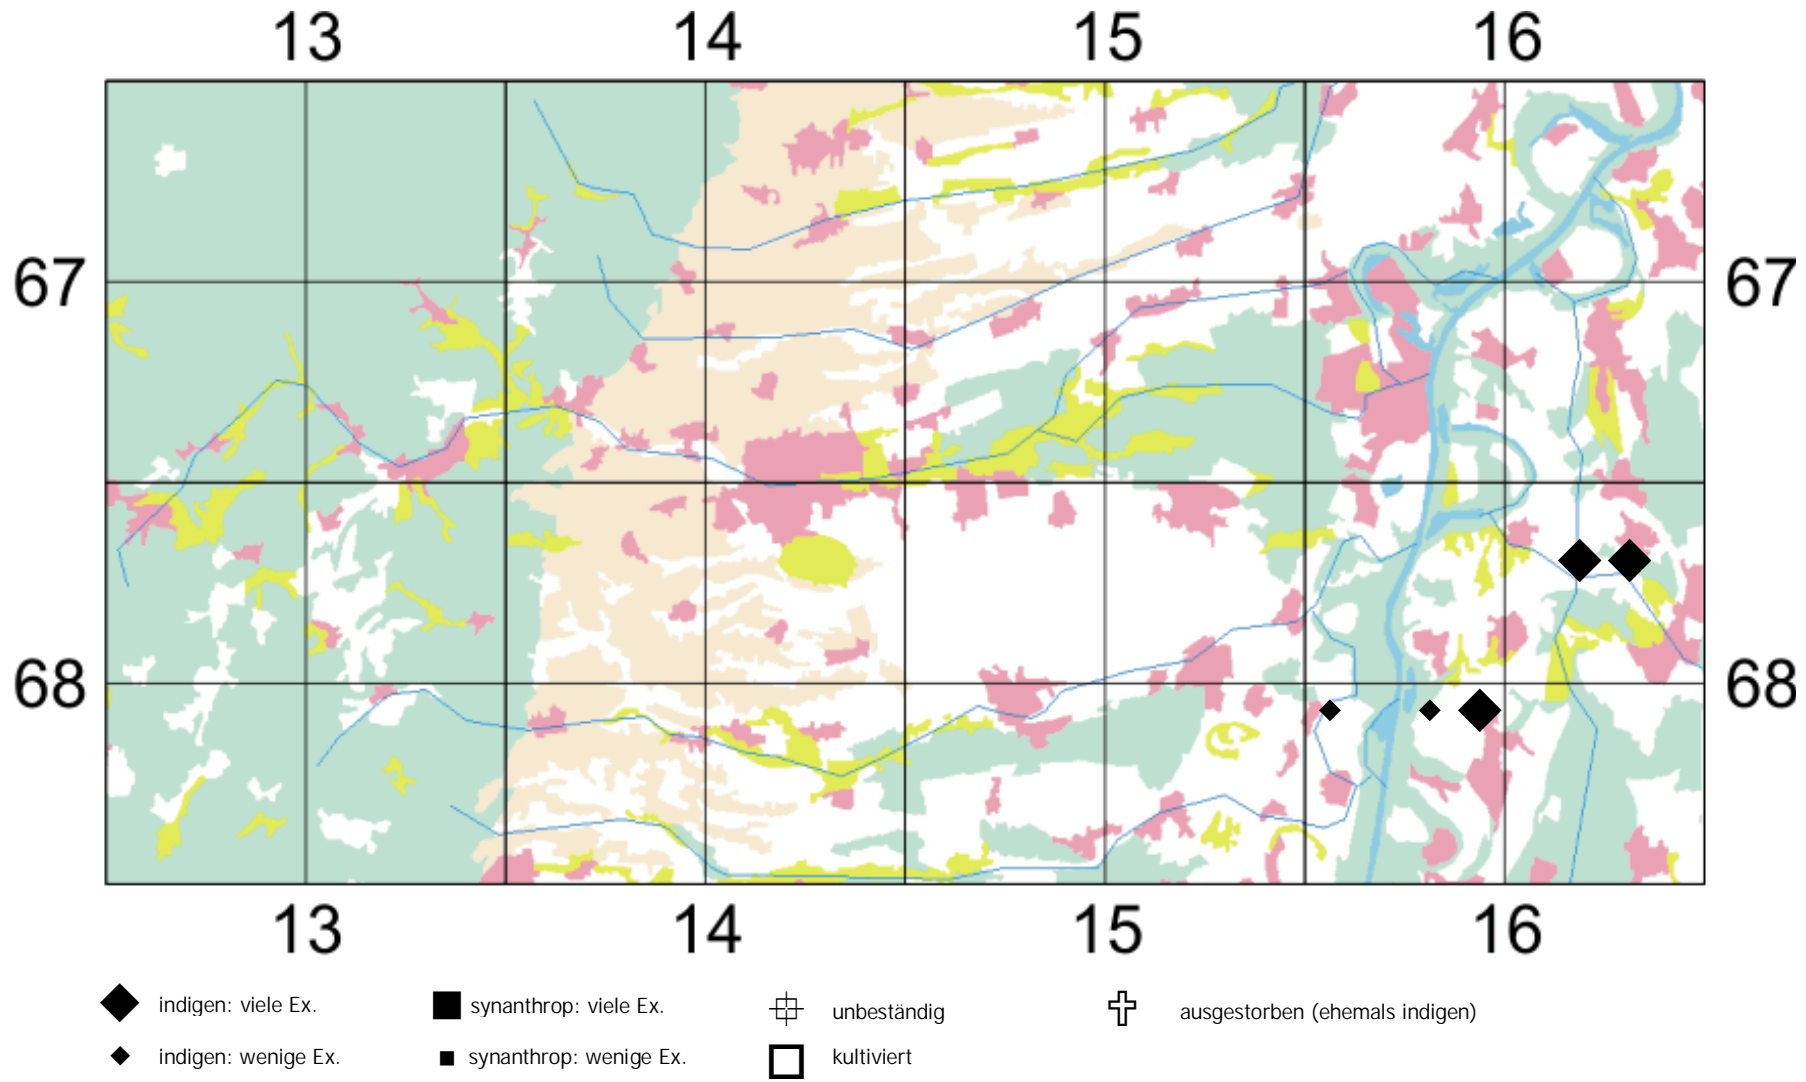 13 14 15 16
67 67
68 68
13 14 15 16
indigen: viele Ex. synanthrop: viele Ex. unbeständig ausgestorben (ehemals indigen)
indigen: wenige Ex. synanthrop: wenige Ex. kultiviert